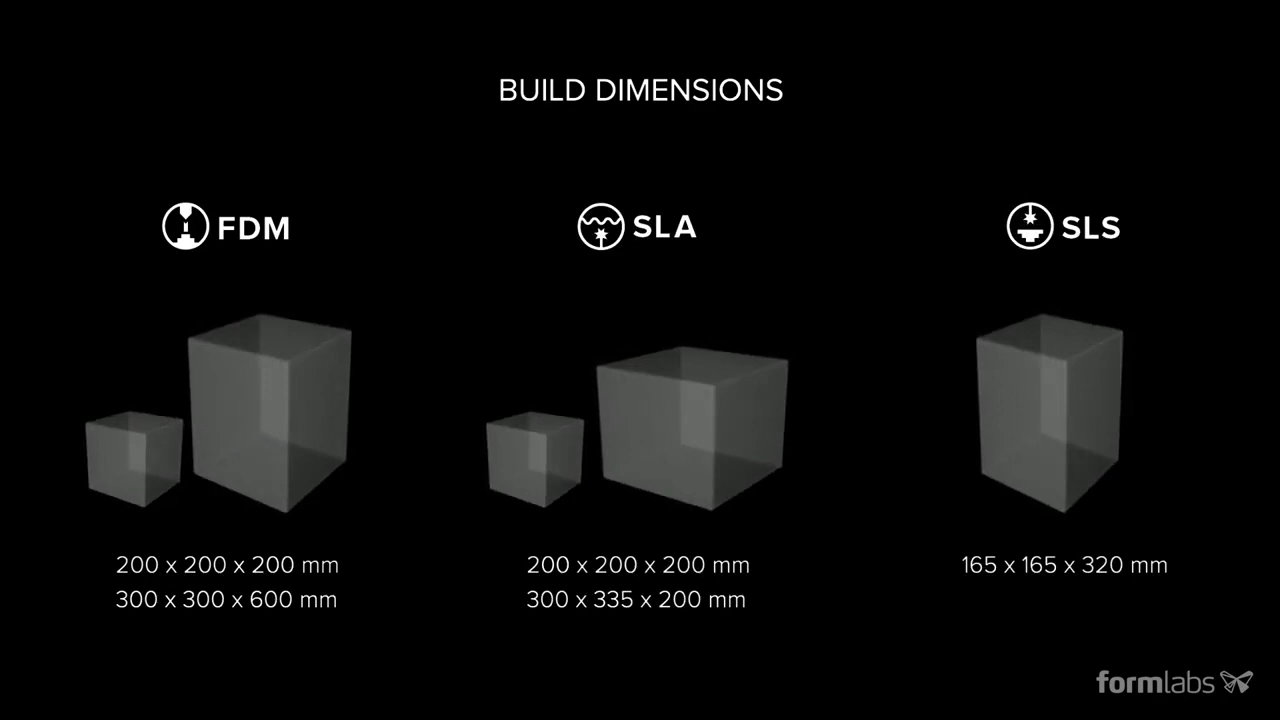 BUILD DIMENSIONS
FDM
200 x 200 x 200 mm
300 x 300 x 600 mm
SLA
200 x 200 x 200 mm
300 x 335 x 200 mm
SLS
165 x 165 x 320 mm
formlabs